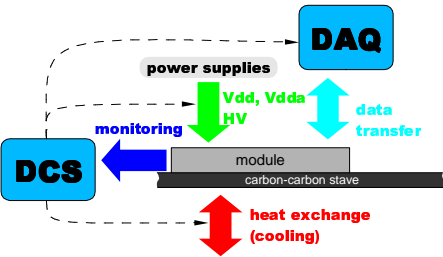 DAQ
power supplies
Vdd, Vdda
HV
data
transfer
monitoring
DCS
module
carbon-carbon stave
heat exchange
(cooling)